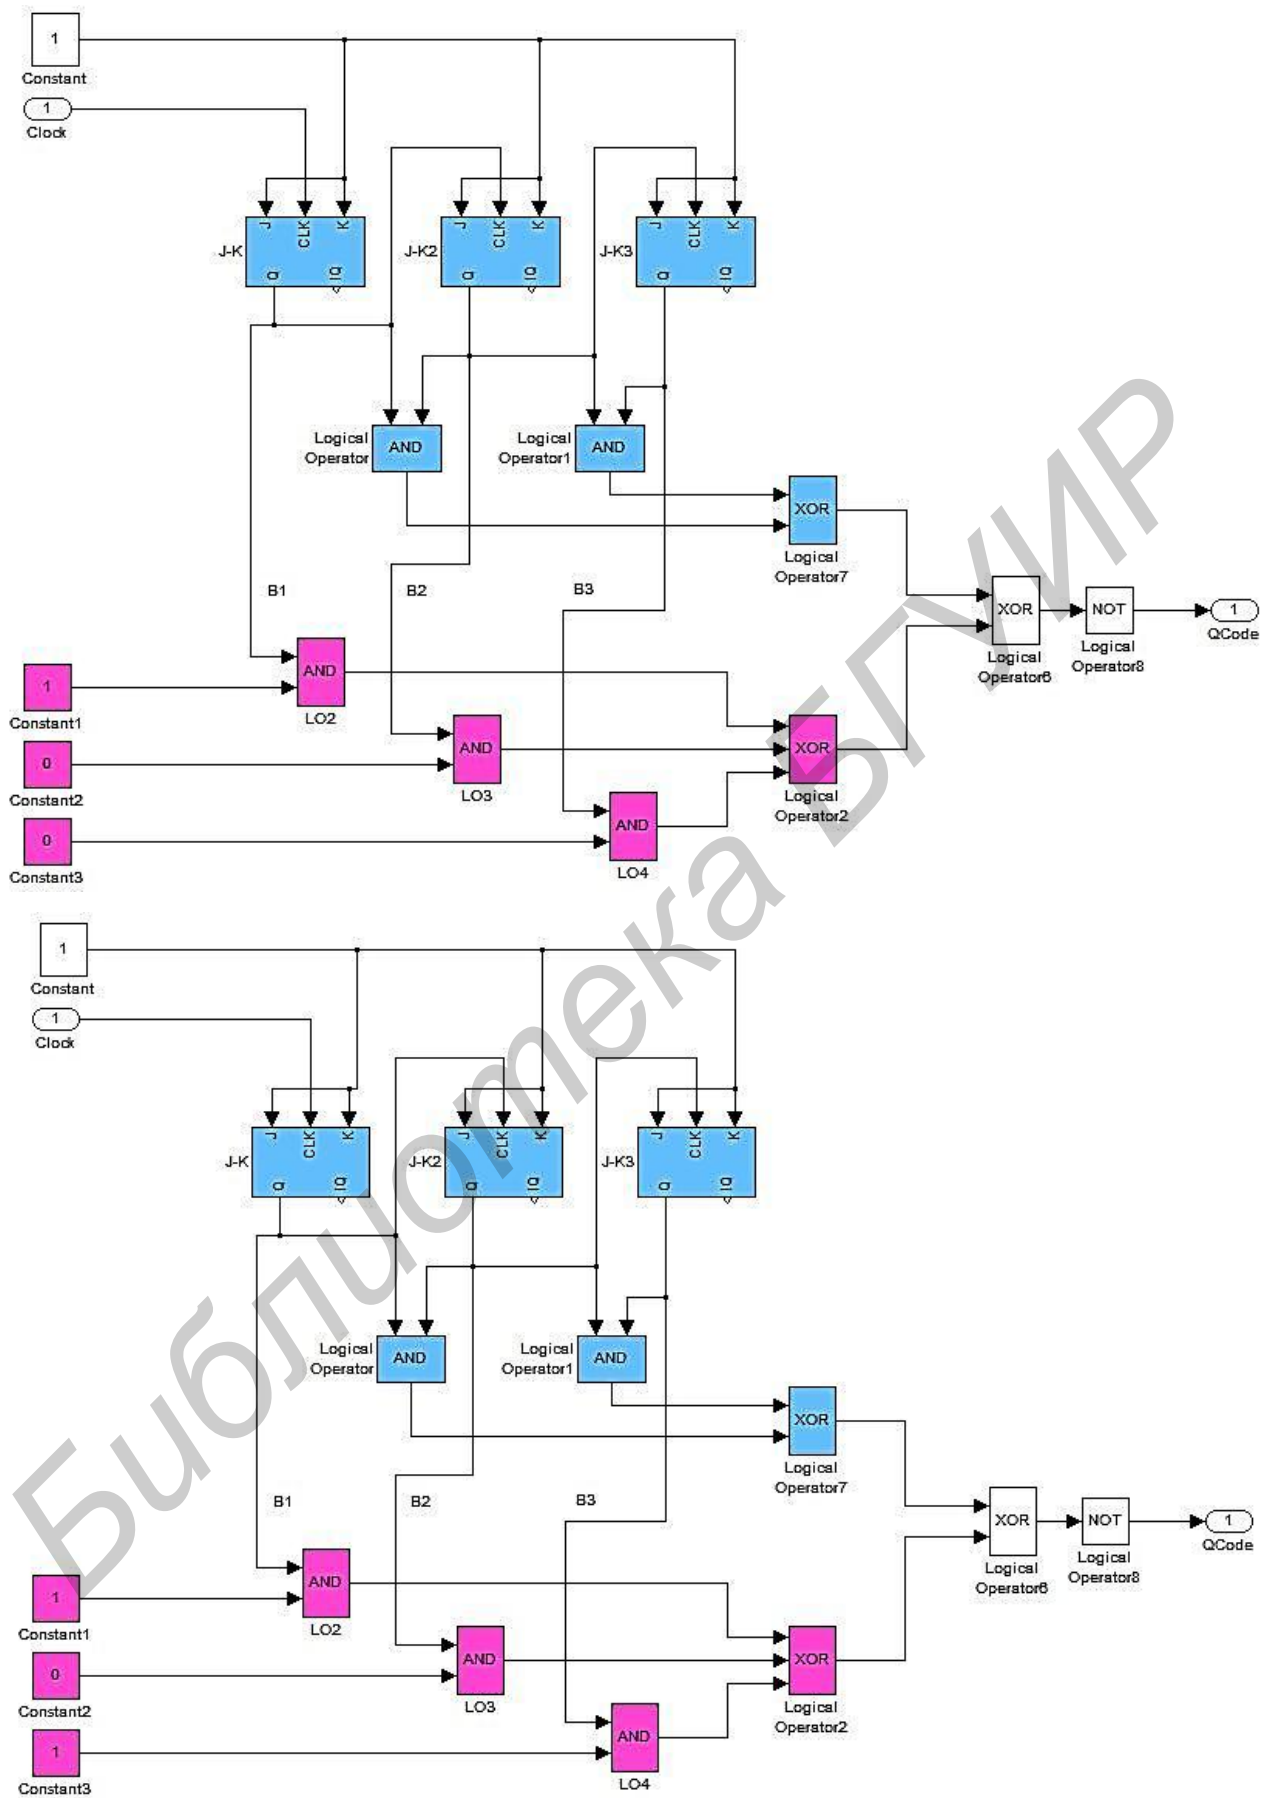 1
Constant
1
Clock
J CLK K
Q !Q
J-K
J CLK K
Q !Q
J-K2
J CLK K
Q !Q
J-K3
Logical
Operator
AND
Logical
Operator1
AND
XOR
Logical
Operator7
B1
B2
B3
XOR
Logical
Operator6
NOT
Logical
Operator8
1
QCode
AND
LO2
1
Constant1
AND
LO3
0
Constant2
XOR
Logical
Operator2
AND
LO4
0
Constant3
1
Constant
1
Clock
J CLK K
Q !Q
J-K
J CLK K
Q !Q
J-K2
J CLK K
Q !Q
J-K3
Logical
Operator
AND
Logical
Operator1
AND
XOR
Logical
Operator7
B1
B2
B3
XOR
Logical
Operator6
NOT
Logical
Operator8
1
QCode
AND
LO2
1
Constant1
AND
LO3
0
Constant2
XOR
Logical
Operator2
AND
LO4
1
Constant3
Библиотека БГУИР